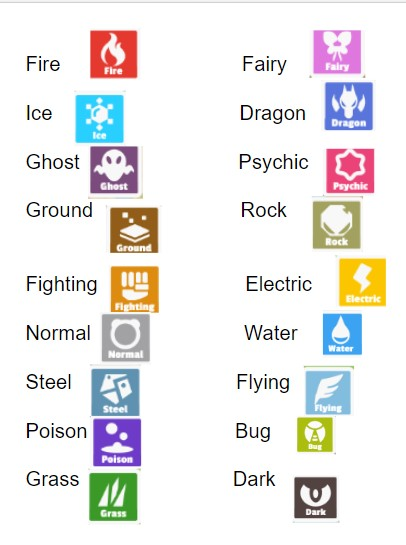 Fire Fire
Fairy Fairy
Ice Ice
Dragon Dragon
Ghost Ghost
Psychic Psychic
Ground Ground
Rock Rock
Fighting Fighting
Electric Electric
Normal Normal
Water Water
Steel Steel
Flying Flying
Poison Poison
Bug Bug
Grass Grass
Dark Dark